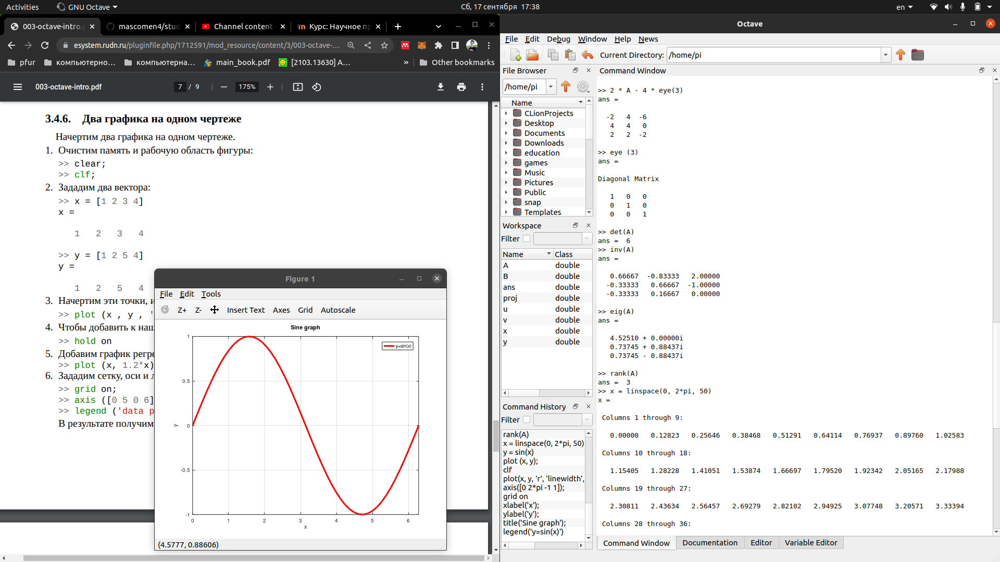 Activities
GNU Octave
Сб, 17 сентября 17:38
en
003-octave-intro.p
mascomen4/stud
Channel content
Курс: Научное пр
esystem.rudn.ru/pluginfile.php/1712591/mod_resource/content/3/003-octave-...
pfur
компьютерно...
компьютерна...
main_book.pdf
[2103.13630] A...
»
Other bookmarks
003-octave-intro.pdf
7 / 9
175%
3.4.6. Два графика на одном чертеже
Начертим два графика на одном чертеже.
1. Очистим память и рабочую область фигуры:
>> clear;
>> clf;
2. Зададим два вектора:
>> x = [1 2 3 4]
x =
1 2 3 4
>> y = [1 2 5 4]
y =
1 2 5 4
3. Начертим эти точки, и
>> plot (x , y , '
4. Чтобы добавить к наш
>> hold on
5. Добавим график регре
>> plot (x, 1.2*x)
6. Зададим сетку, оси и л
>> grid on;
>> axis ([0 5 0 6]
>> legend ('data p
В результате получим
Figure 1
File Edit Tools
Z+ Z- Insert Text Axes Grid Autoscale
Sine graph
y=sin(x)
1
0.5
0
-0.5
-1
y
0 1 2 3 4 5 6
x
(4.5777, 0.88606)
Octave
File Edit Debug Window Help News
Current Directory: /home/pi
File Browser
/home/pi
Name
CLionProjects
Desktop
Documents
Downloads
education
games
Music
Pictures
Public
snap
Templates
Workspace
Filter
Name Class
A double
B double
ans double
proj double
u double
v double
x double
y double
Command History
Filter
rank(A)
x = linspace(0, 2*pi, 50)
y = sin(x)
plot (x, y);
clf
plot(x, y, 'r', 'linewidth',
axis([0 2*pi -1 1]);
grid on
xlabel('x');
ylabel('y');
title('Sine graph');
legend('y=sin(x)')
Command Window
>> 2 * A - 4 * eye(3)
ans =
-2 4 -6
4 4 0
2 2 -2
>> eye (3)
ans =
Diagonal Matrix
1 0 0
0 1 0
0 0 1
>> det(A)
ans = 6
>> inv(A)
ans =
0.66667 -0.83333 2.00000
-0.33333 0.66667 -1.00000
-0.33333 0.16667 0.00000
>> eig(A)
ans =
4.52510 + 0.00000i
0.73745 + 0.88437i
0.73745 - 0.88437i
>> rank(A)
ans = 3
>> x = linspace(0, 2*pi, 50)
x =
Columns 1 through 9:
0.00000 0.12823 0.25646 0.38468 0.51291 0.64114 0.76937 0.89760 1.02583
Columns 10 through 18:
1.15405 1.28228 1.41051 1.53874 1.66697 1.79520 1.92342 2.05165 2.17988
Columns 19 through 27:
2.30811 2.43634 2.56457 2.69279 2.82102 2.94925 3.07748 3.20571 3.33394
Columns 28 through 36:
Command Window Documentation Editor Variable Editor